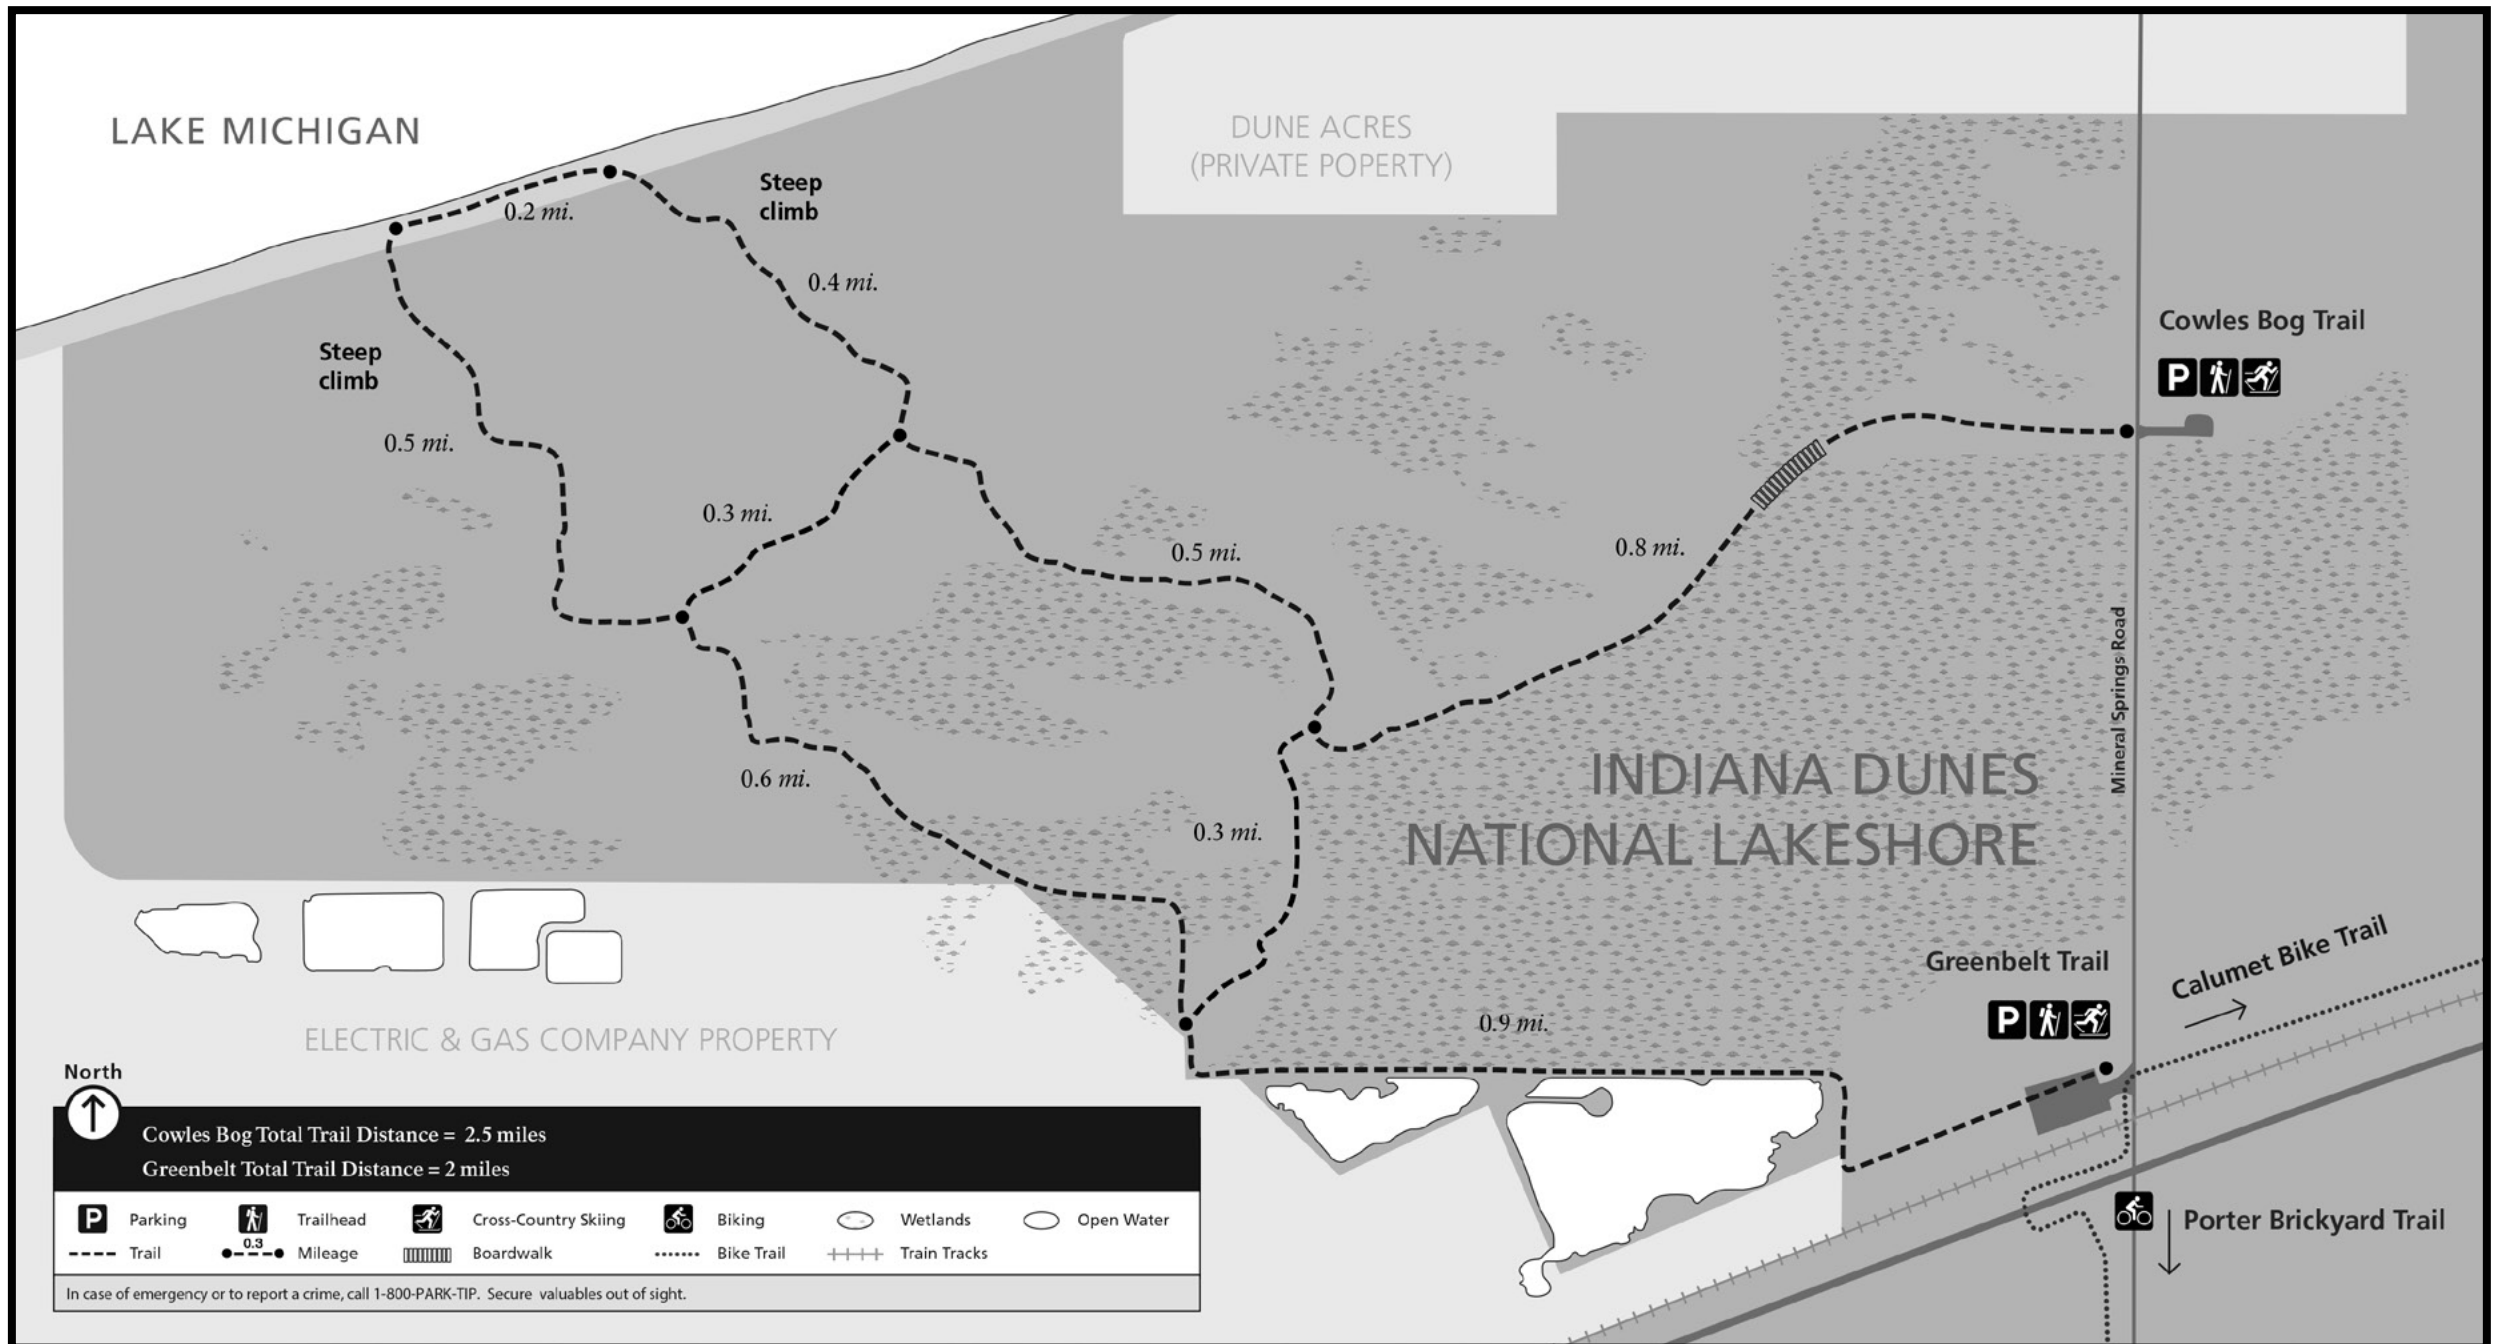 LAKE MICHIGAN
DUNE ACRES
(PRIVATE POPERTY)
Steep
climb
0.2 mi.
0.4 mi.
Cowles Bog Trail
P
Steep
climb
0.5 mi.
0.3 mi.
0.5 mi.
0.8 mi.
Mineral Springs Road
0.6 mi.
INDIANA DUNES
NATIONAL LAKESHORE
0.3 mi.
Greenbelt Trail
P
Calumet Bike Trail
0.9 mi.
ELECTRIC & GAS COMPANY PROPERTY
Porter Brickyard Trail
North
Cowles Bog Total Trail Distance = 2.5 miles
Greenbelt Total Trail Distance = 2 miles
P Parking Trailhead Cross-Country Skiing Biking Wetlands Open Water
Trail 0.3 Mileage Boardwalk Bike Trail Train Tracks
In case of emergency or to report a crime, call 1-800-PARK-TIP. Secure valuables out of sight.